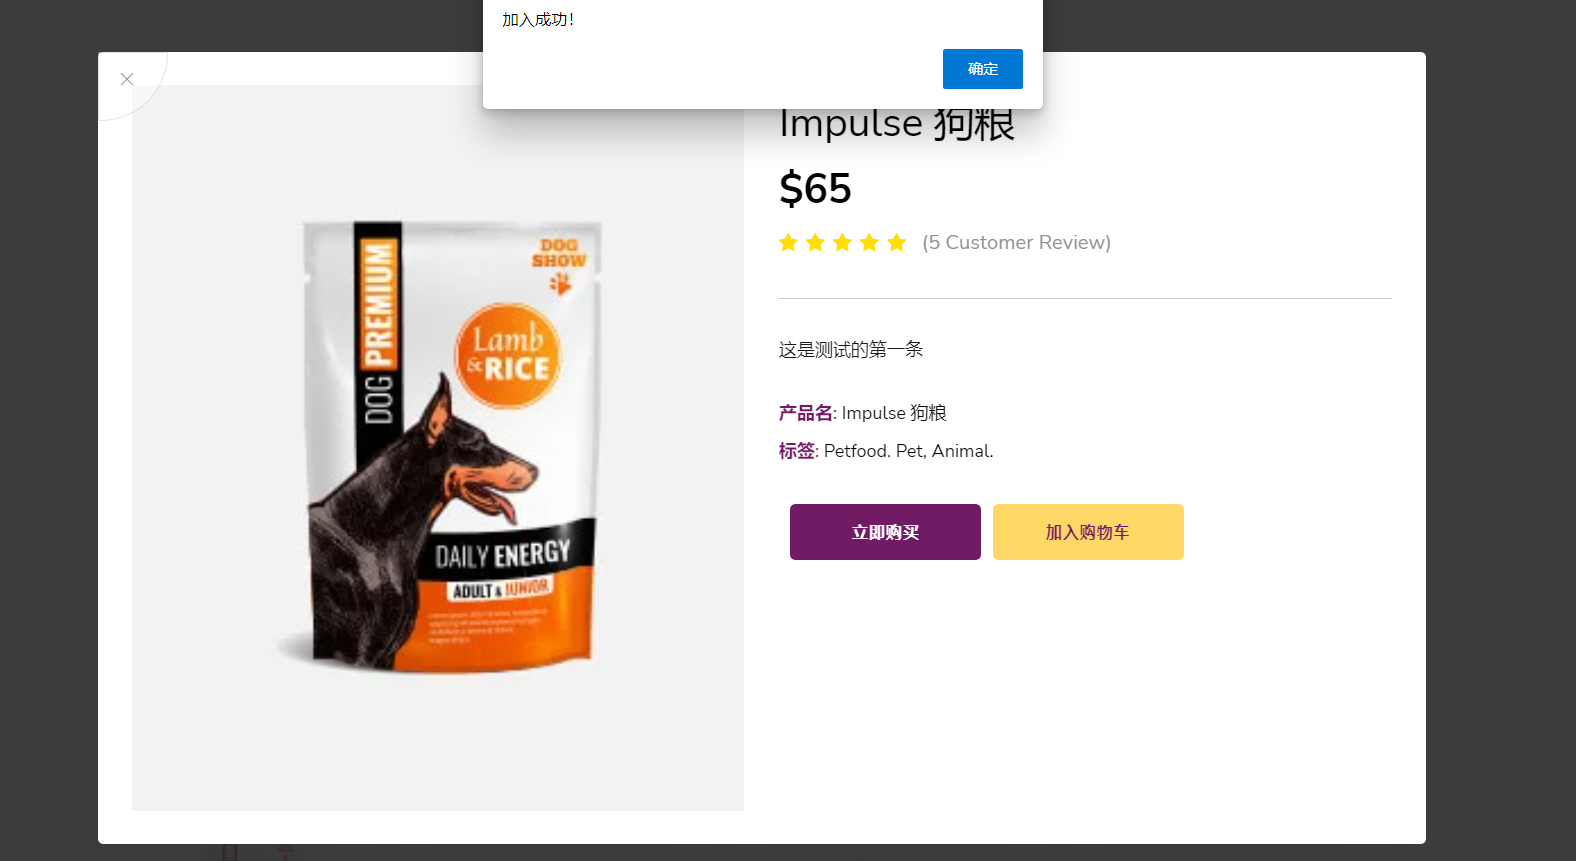 加入成功!
确定
Impulse 狗粮
$65
(5 Customer Review)
这是测试的第一条
产品名: Impulse 狗粮
标签: Petfood. Pet, Animal.
立即购买
加入购物车
DOG PREMIUM
DOG
SHOW
Lamb
& RICE
DAILY ENERGY
ADULT & JUNIOR